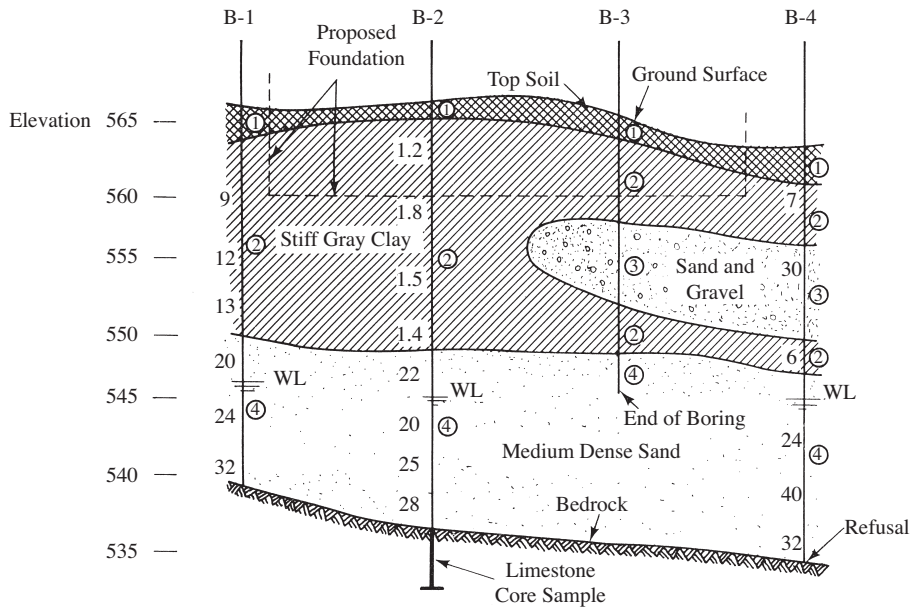 B-1
B-2
B-3
B-4
Proposed
Foundation
Top Soil
Ground Surface
Elevation
565
1
1
1
1
1.2
2
560
9
1.8
7
2
Stiff Gray Clay
2
555
12
2
1.5
3
Sand and
Gravel
30
3
13
550
1.4
2
6
2
20
22
4
WL
WL
WL
545
24
4
20
4
End of Boring
24
4
Medium Dense Sand
540
32
25
40
28
Bedrock
32
Refusal
535
Limestone
Core Sample